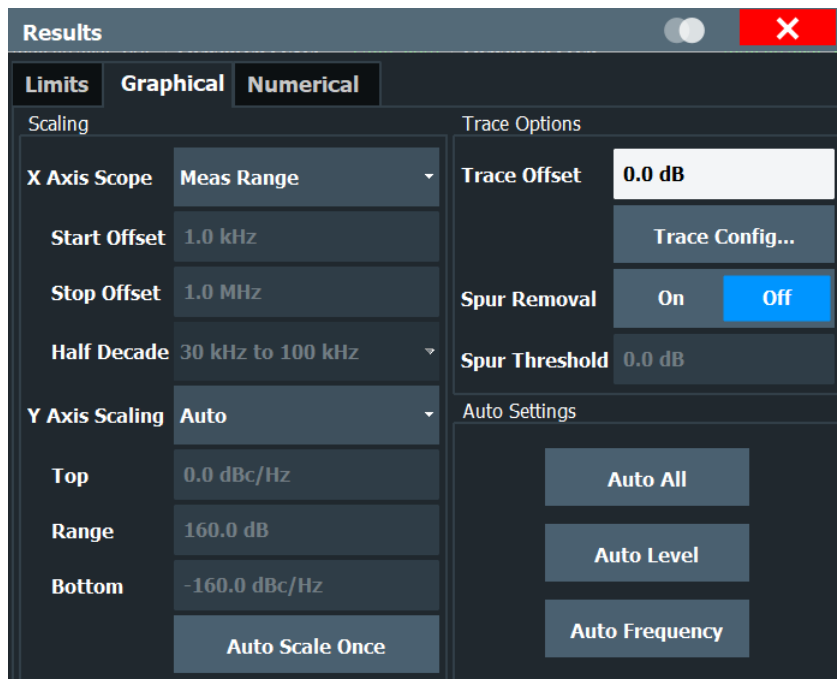 Results
Limits Graphical Numerical
Scaling
X Axis Scope Meas Range
Start Offset 1.0 kHz
Stop Offset 1.0 MHz
Half Decade 30 kHz to 100 kHz
Y Axis Scaling Auto
Top 0.0 dBc/Hz
Range 160.0 dB
Bottom -160.0 dBc/Hz
Auto Scale Once
Trace Options
Trace Offset 0.0 dB
Trace Config...
Spur Removal On Off
Spur Threshold 0.0 dB
Auto Settings
Auto All
Auto Level
Auto Frequency